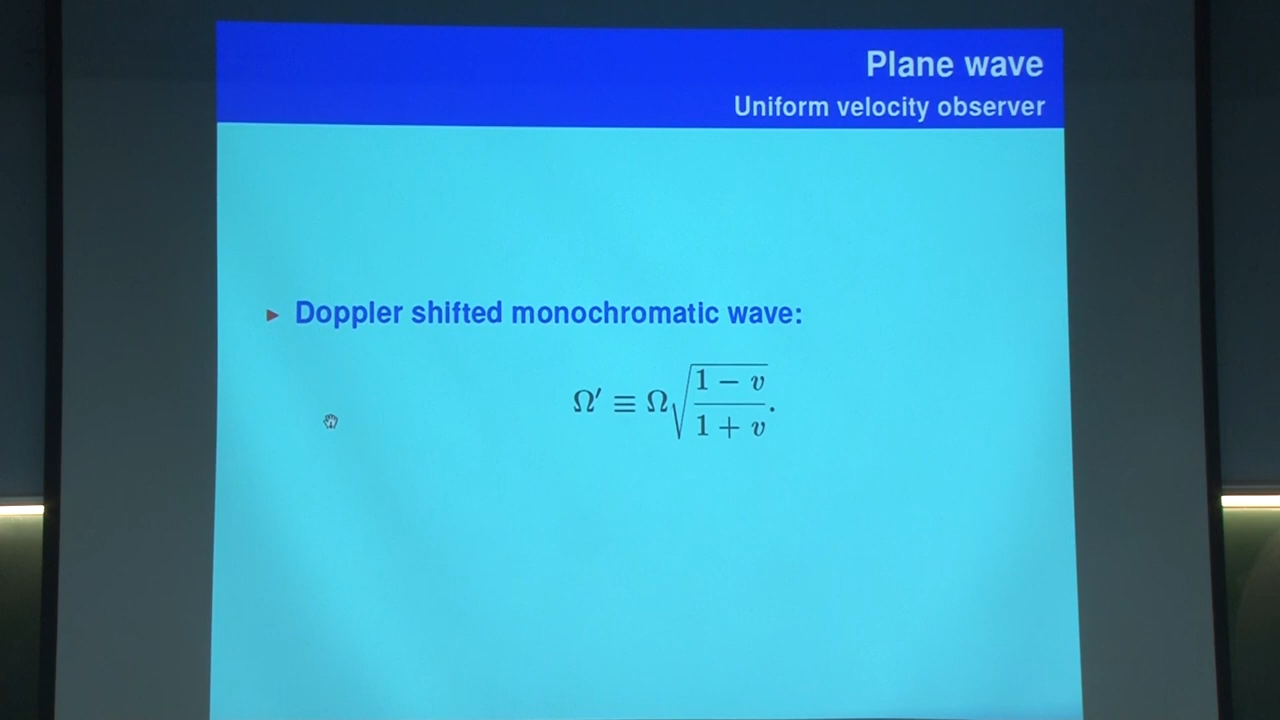 Plane wave
Uniform velocity observer
► Doppler shifted monochromatic wave:
Ω′ ≡ Ω√((1 − v)/(1 + v)).